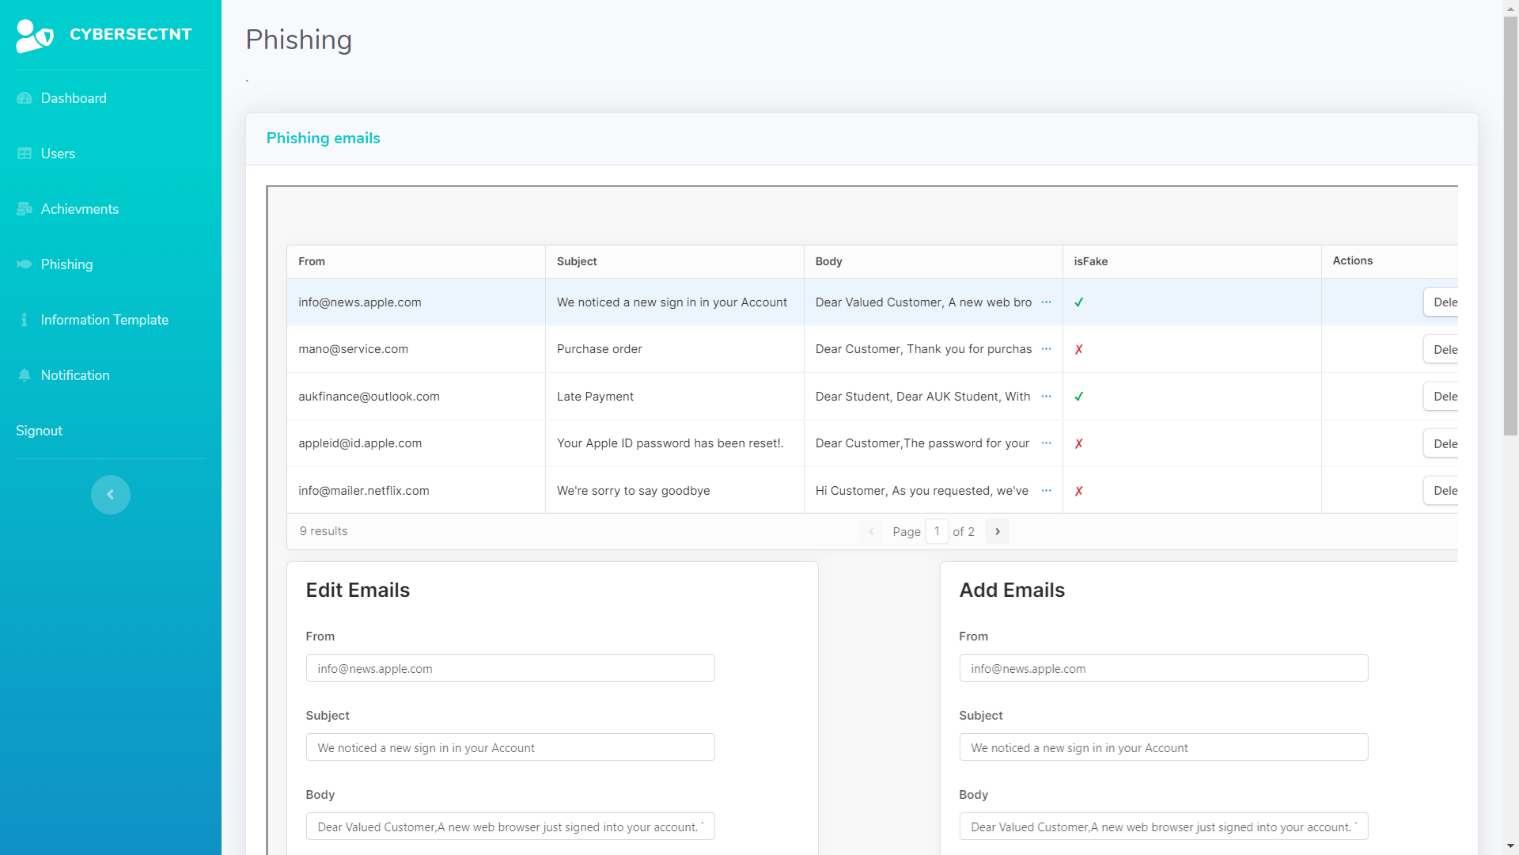 CYBERSECTNT
Dashboard
Users
Achievments
Phishing
Information Template
Notification
Signout
Phishing
.
Phishing emails
From Subject Body isFake Actions
info@news.apple.com We noticed a new sign in in your Account Dear Valued Customer, A new web bro ··· ✓ Dele
mano@service.com Purchase order Dear Customer, Thank you for purchas ··· ✗ Dele
aukfinance@outlook.com Late Payment Dear Student, Dear AUK Student, With ··· ✓ Dele
appleid@id.apple.com Your Apple ID password has been reset!. Dear Customer,The password for your ··· ✗ Dele
info@mailer.netflix.com We're sorry to say goodbye Hi Customer, As you requested, we've ··· ✗ Dele
9 results Page 1 of 2
Edit Emails
From
info@news.apple.com
Subject
We noticed a new sign in in your Account
Body
Dear Valued Customer,A new web browser just signed into your account.
Add Emails
From
info@news.apple.com
Subject
We noticed a new sign in in your Account
Body
Dear Valued Customer,A new web browser just signed into your account.